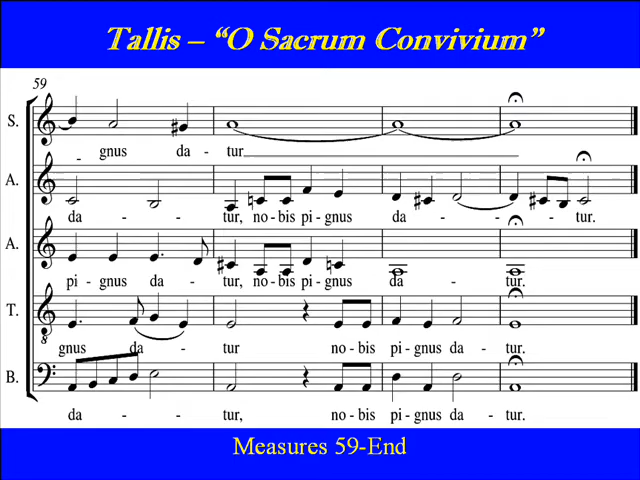 Tallis – “O Sacrum Convivium”
59
S.
_ gnus da - tur
A.
da - - - tur, no-bis pi-gnus da - - - tur.
A.
pi - gnus da - tur, no-bis pignus da - tur.
T.
8
gnus da - tur no-bis pi-gnus da - tur.
B.
da - - - tur, no-bis pi-gnus da - tur.
Measures 59-End